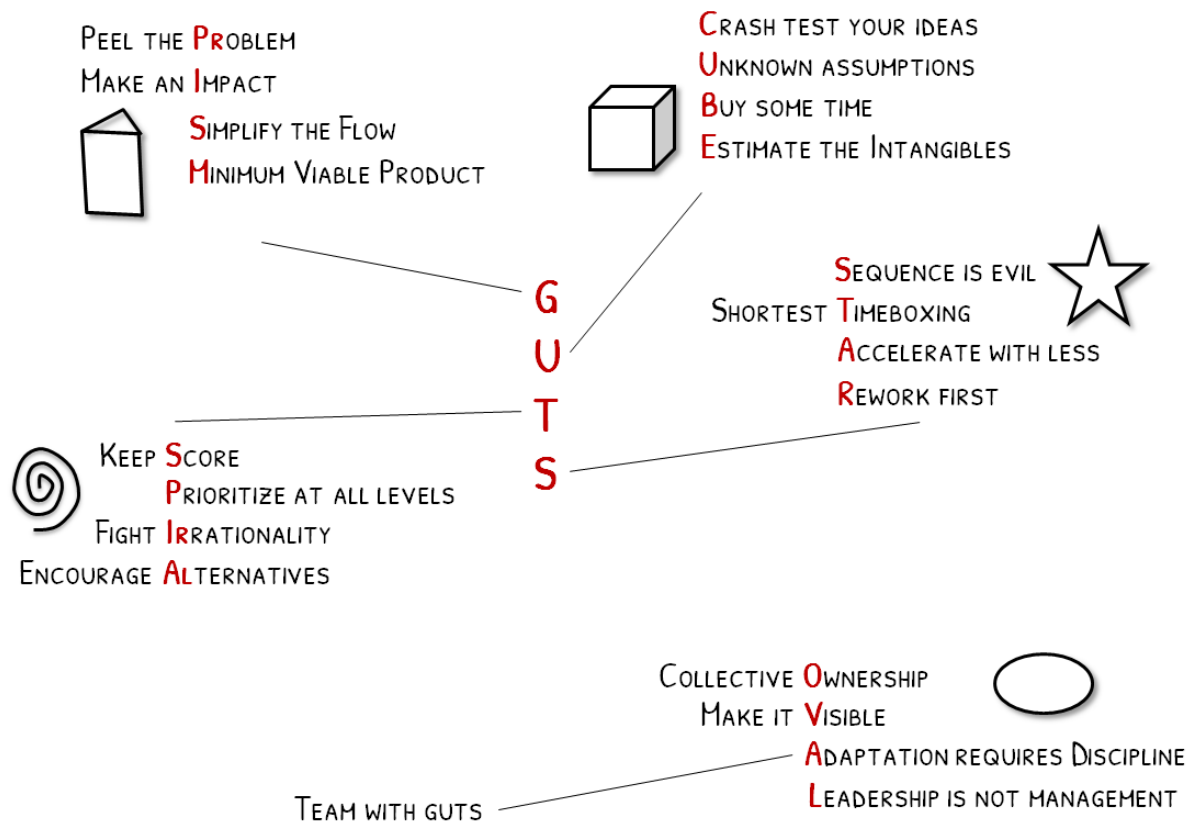 Peel the Problem
Make an Impact
Simplify the Flow
Minimum Viable Product
Crash test your ideas
Unknown assumptions
Buy some time
Estimate the Intangibles
G
U
T
S
Sequence is evil
Shortest Timeboxing
Accelerate with less
Rework first
Keep Score
Prioritize at all levels
Fight Irrationality
Encourage Alternatives
Collective Ownership
Make it Visible
Adaptation requires Discipline
Leadership is not management
Team with guts